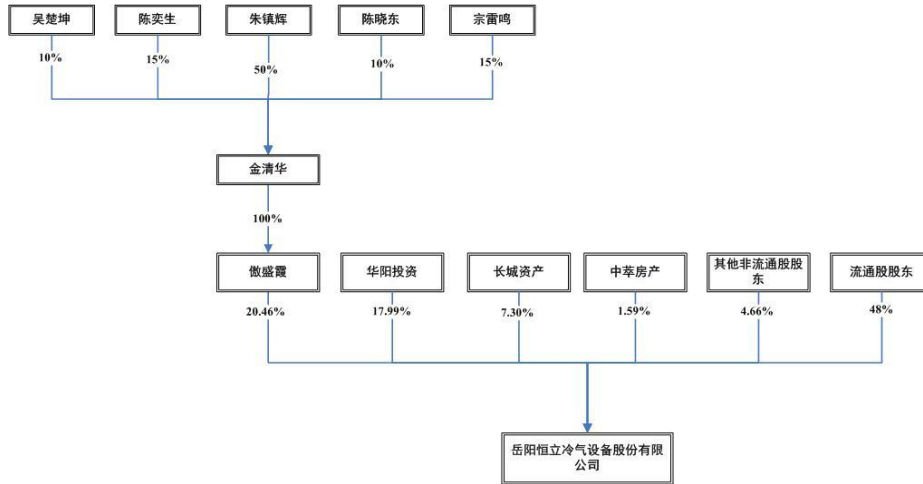 吴楚坤
陈奕生
朱镇辉
陈晓东
宗雷鸣
10%
15%
50%
10%
15%
金清华
100%
傲盛霞
华阳投资
长城资产
中萃房产
其他非流通股股
东
流通股股东
20.46%
17.99%
7.30%
1.59%
4.66%
48%
岳阳恒立冷气设备股份有限
公司